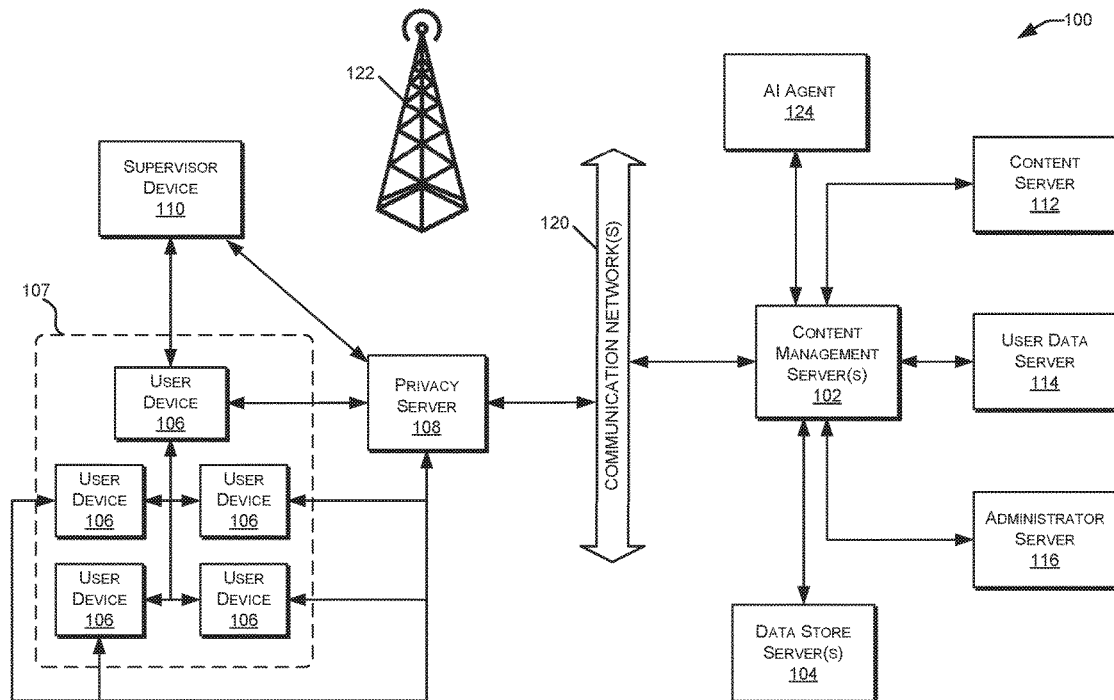 100
122
AI AGENT
124
SUPERVISOR
DEVICE
110
CONTENT
SERVER
112
120
COMMUNICATION NETWORK(S)
107
USER
DEVICE
106
PRIVACY
SERVER
108
CONTENT
MANAGEMENT
SERVER(S)
102
USER DATA
SERVER
114
USER
DEVICE
106
USER
DEVICE
106
USER
DEVICE
106
USER
DEVICE
106
ADMINISTRATOR
SERVER
116
DATA STORE
SERVER(S)
104